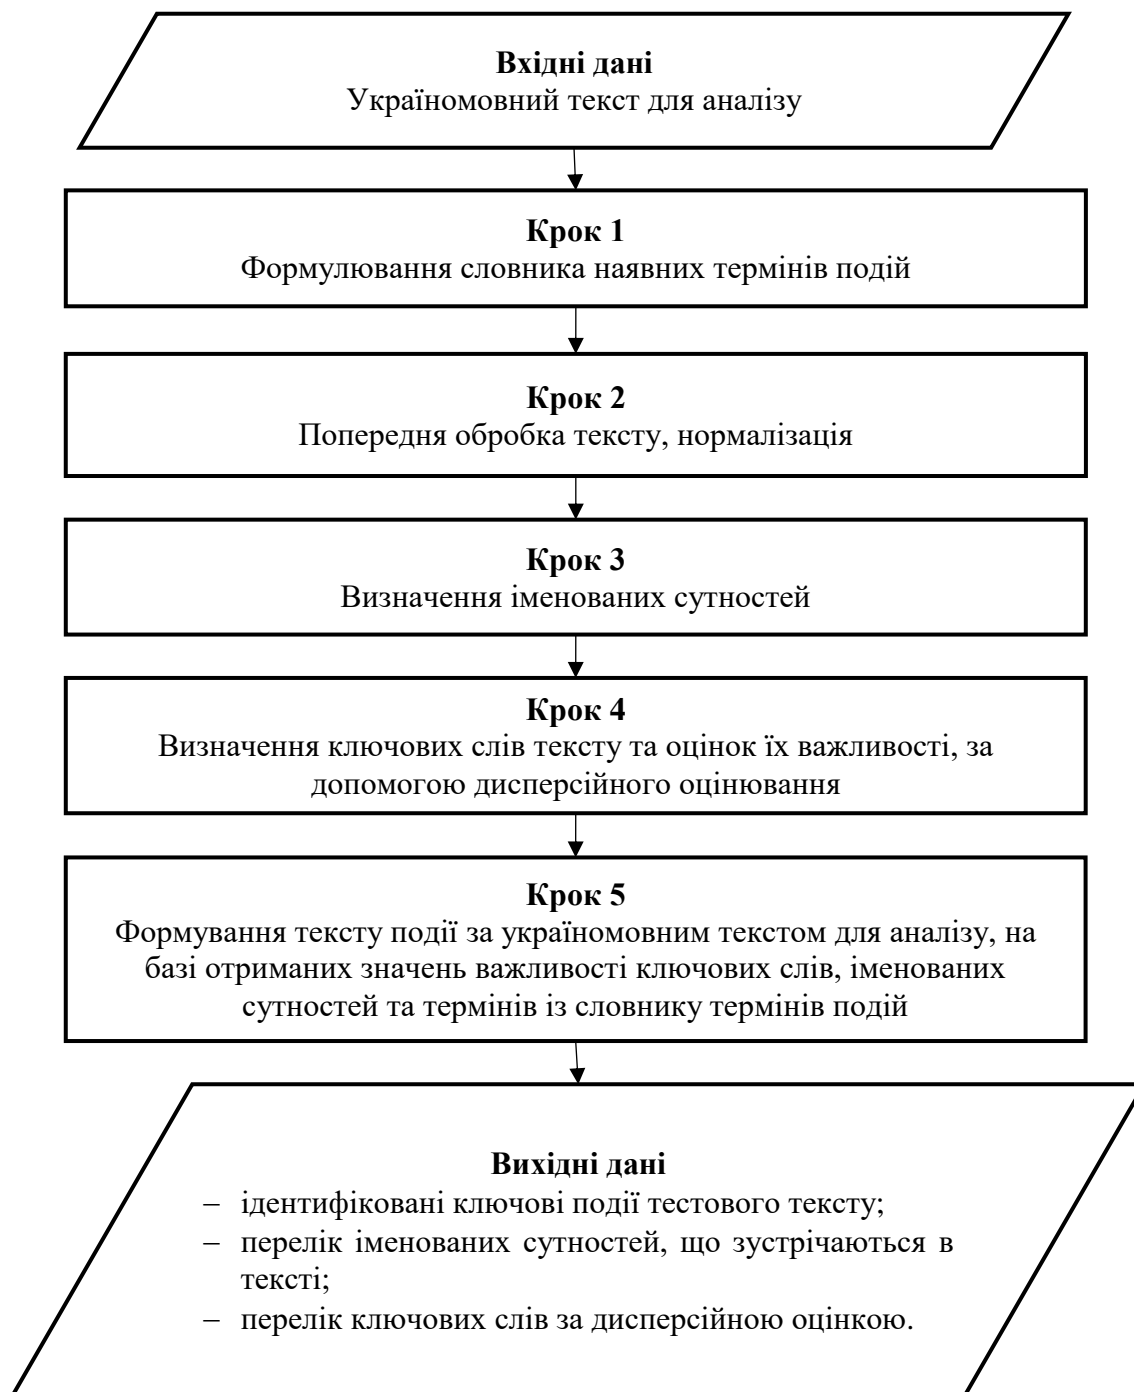 Вхідні дані
Україномовний текст для аналізу
Крок 1
Формулювання словника наявних термінів подій
Крок 2
Попередня обробка тексту, нормалізація
Крок 3
Визначення іменованих сутностей
Крок 4
Визначення ключових слів тексту та оцінок їх важливості, за
допомогою дисперсійного оцінювання
Крок 5
Формування тексту події за україномовним текстом для аналізу, на
базі отриманих значень важливості ключових слів, іменованих
сутностей та термінів із словнику термінів подій
Вихідні дані
– ідентифіковані ключові події тестового тексту;
– перелік іменованих сутностей, що зустрічаються в
тексті;
– перелік ключових слів за дисперсійною оцінкою.